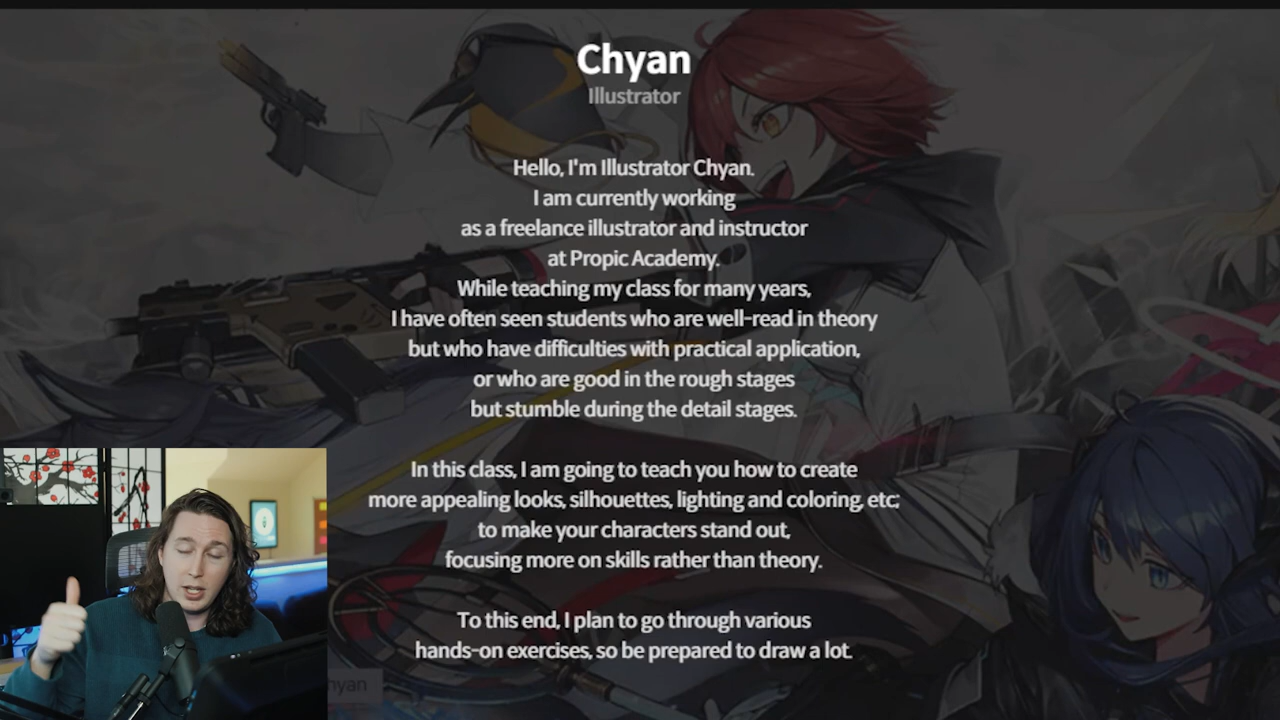 Chyan
Illustrator
Hello, I'm Illustrator Chyan.
I am currently working
as a freelance illustrator and instructor
at Propic Academy.
While teaching my class for many years,
I have often seen students who are well-read in theory
but who have difficulties with practical application,
or who are good in the rough stages
but stumble during the detail stages.
In this class, I am going to teach you how to create
more appealing looks, silhouettes, lighting and coloring, etc;
to make your characters stand out,
focusing more on skills rather than theory.
To this end, I plan to go through various
hands-on exercises, so be prepared to draw a lot.
hyan